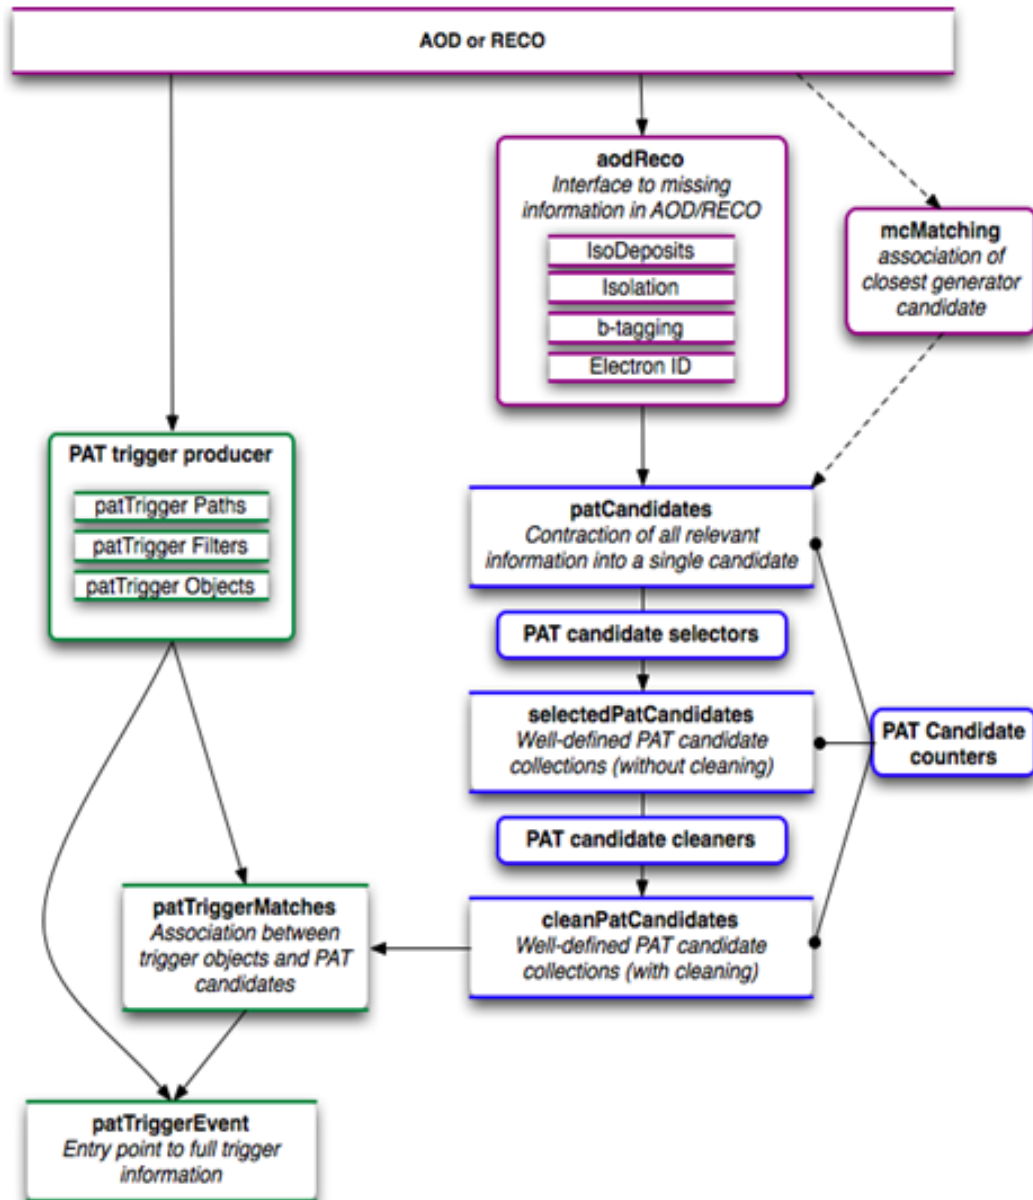 AOD or RECO
aodReco
Interface to missing
information in AOD/RECO
IsoDeposits
Isolation
b-tagging
Electron ID
mcMatching
association of
closest generator
candidate
PAT trigger producer
patTrigger Paths
patTrigger Filters
patTrigger Objects
patCandidates
Contraction of all relevant
information into a single candidate
PAT candidate selectors
selectedPatCandidates
Well-defined PAT candidate
collections (without cleaning)
PAT Candidate
counters
PAT candidate cleaners
cleanPatCandidates
Well-defined PAT candidate
collections (with cleaning)
patTriggerMatches
Association between
trigger objects and PAT
candidates
patTriggerEvent
Entry point to full trigger
information